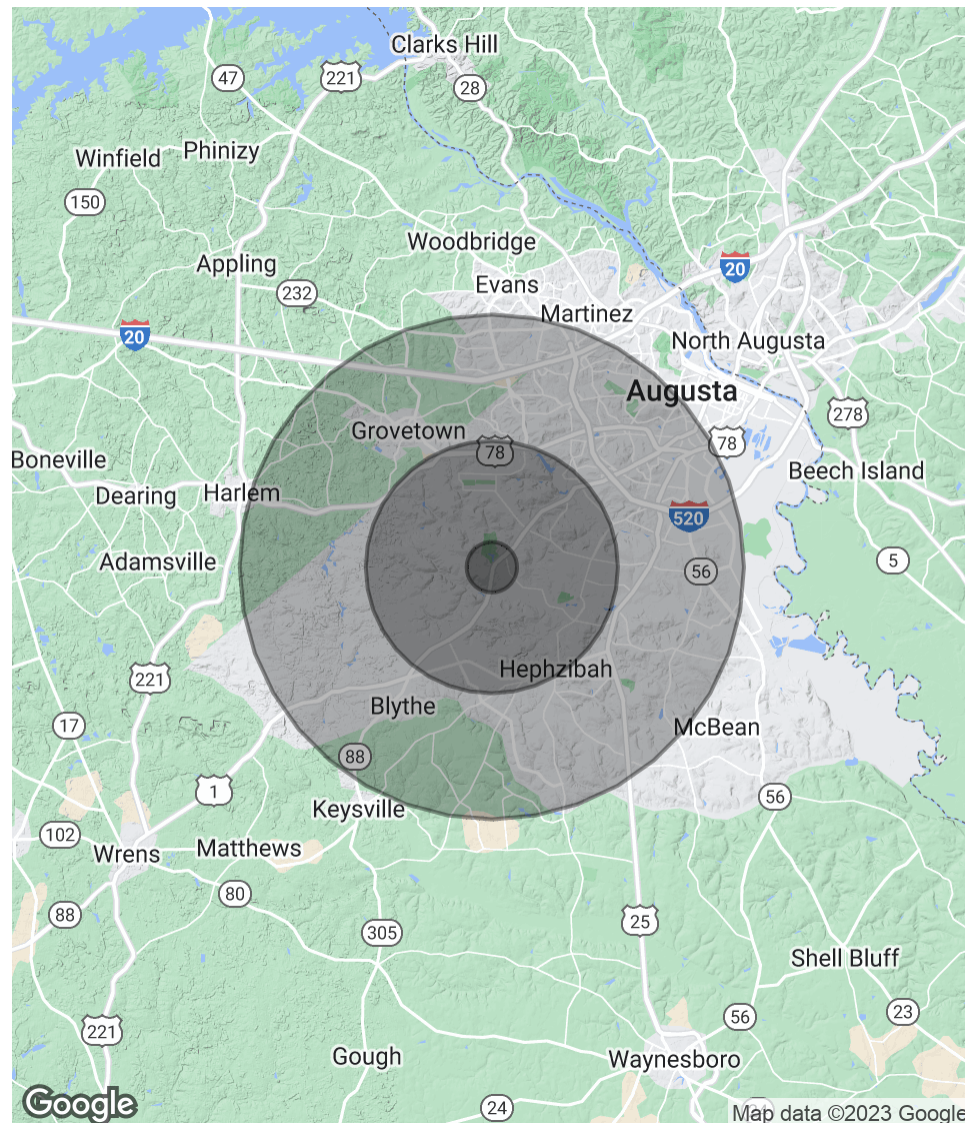 Clarks Hill
47
221
28
Winfield
Phinizy
150
Woodbridge
Appling
20
Evans
232
Martinez
20
North Augusta
Augusta
278
Grovetown
78
78
Boneville
Beech Island
Dearing
Harlem
520
Adamsville
5
56
Hephzibah
221
Blythe
17
McBean
88
1
56
Keysville
102
Wrens
Matthews
80
88
25
305
Shell Bluff
23
56
221
Gough
Waynesboro
Google
24
Map data ©2023 Google